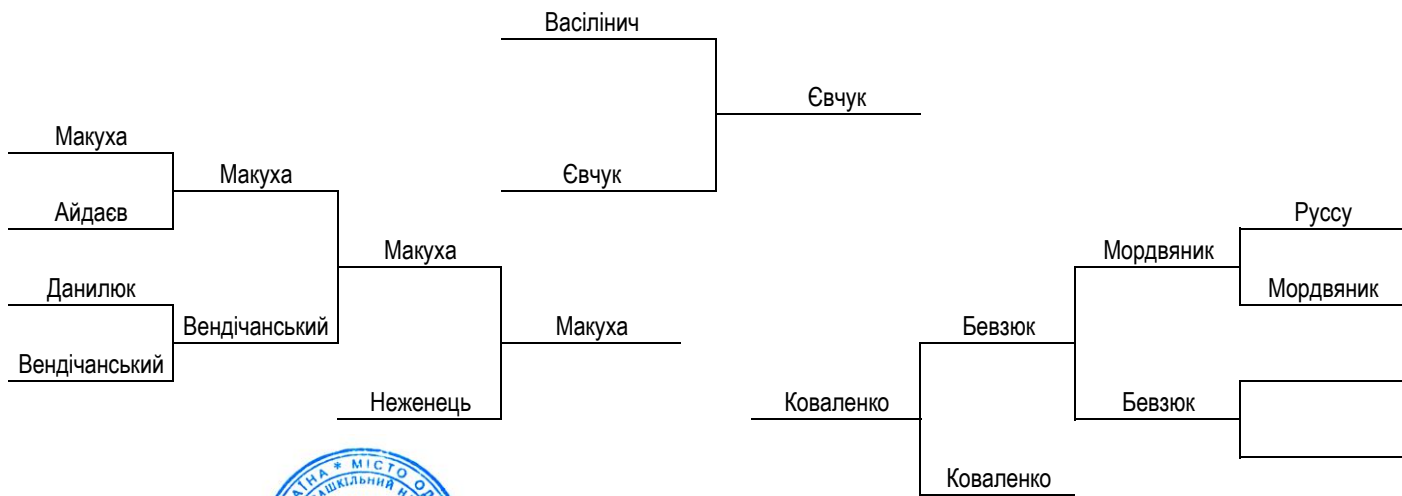 Васілінич
Євчук
Макуха
Макуха
Євчук
Айдаєв
Руссу
Макуха
Мордвяник
Данилюк
Мордвяник
Вендічанський
Макуха
Бевзюк
Вендічанський
Неженець
Коваленко
Бевзюк
Коваленко
* МІСТО